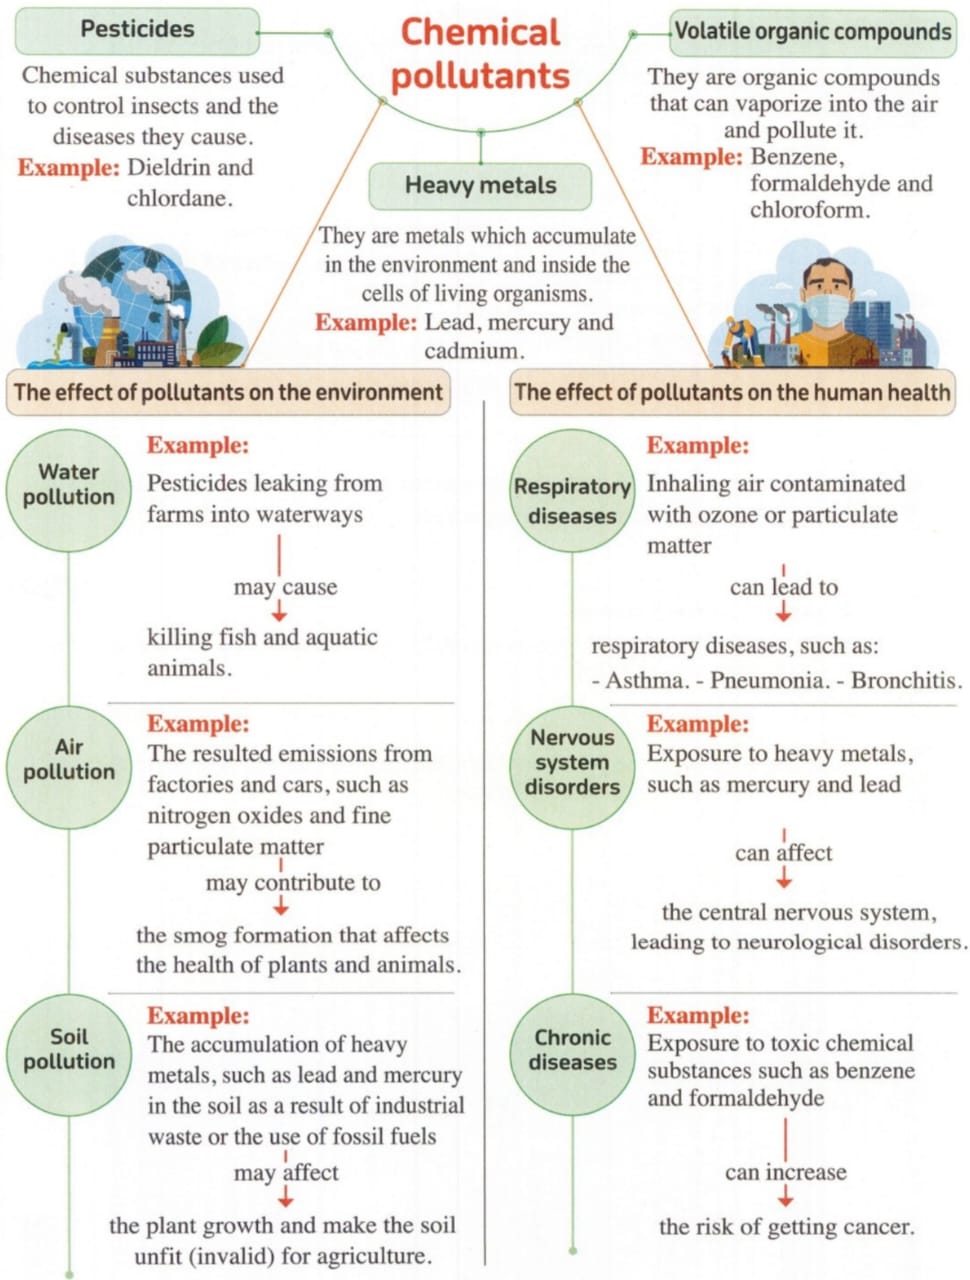 Chemical
pollutants
Pesticides
Chemical substances used
to control insects and the
diseases they cause.
Example: Dieldrin and
chlordane.
Heavy metals
They are metals which accumulate
in the environment and inside the
cells of living organisms.
Example: Lead, mercury and
cadmium.
Volatile organic compounds
They are organic compounds
that can vaporize into the air
and pollute it.
Example: Benzene,
formaldehyde and
chloroform.
The effect of pollutants on the environment
Water
pollution
Example:
Pesticides leaking from
farms into waterways
may cause
killing fish and aquatic
animals.
Air
pollution
Example:
The resulted emissions from
factories and cars, such as
nitrogen oxides and fine
particulate matter
may contribute to
the smog formation that affects
the health of plants and animals.
Soil
pollution
Example:
The accumulation of heavy
metals, such as lead and mercury
in the soil as a result of industrial
waste or the use of fossil fuels
may affect
the plant growth and make the soil
unfit (invalid) for agriculture.
The effect of pollutants on the human health
Respiratory
diseases
Example:
Inhaling air contaminated
with ozone or particulate
matter
can lead to
respiratory diseases, such as:
- Asthma. - Pneumonia. - Bronchitis.
Nervous
system
disorders
Example:
Exposure to heavy metals,
such as mercury and lead
can affect
the central nervous system,
leading to neurological disorders.
Chronic
diseases
Example:
Exposure to toxic chemical
substances such as benzene
and formaldehyde
can increase
the risk of getting cancer.